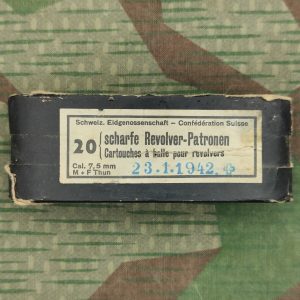 Schweiz. Eidgenossenschaft – Confédération Suisse
20 scharfe Revolver-Patronen
Cartouches à balle pour revolvers
Cal. 7,5 mm
M + F Thun
23.1.1942.